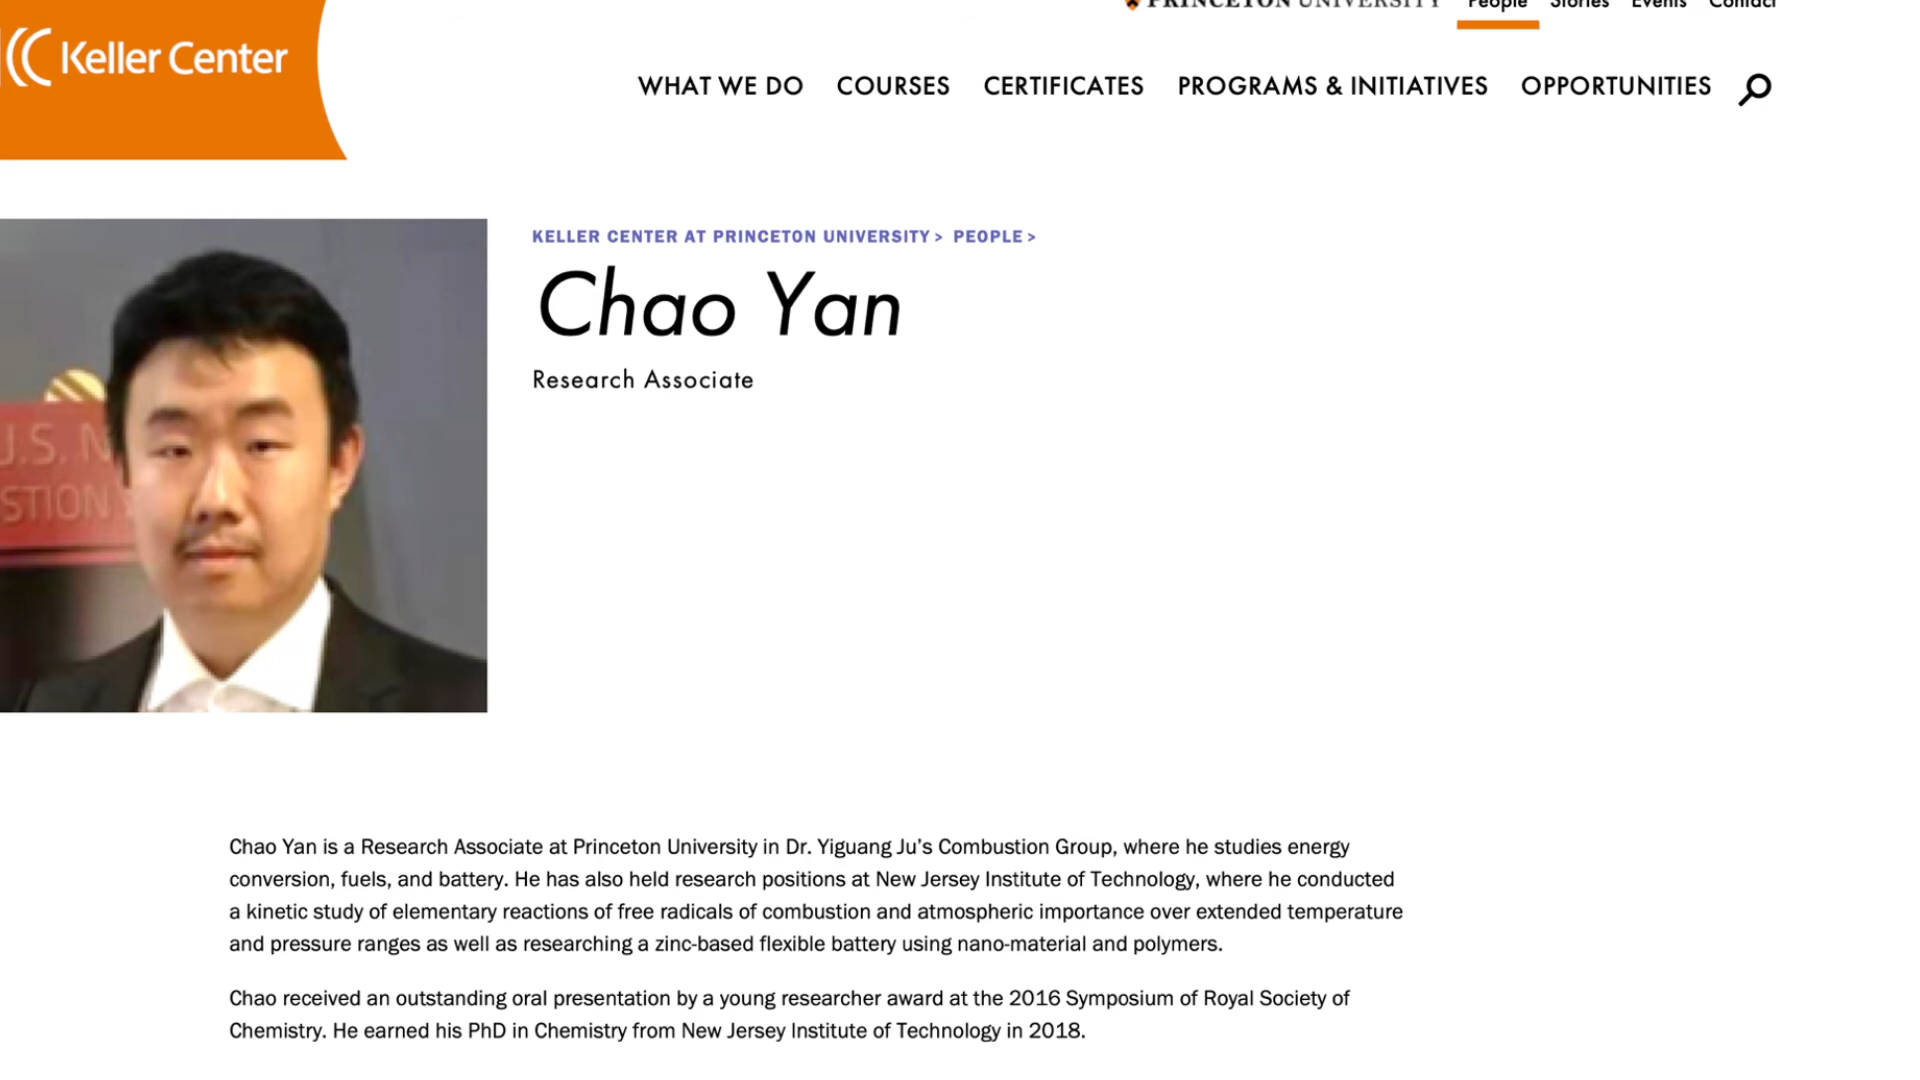 PRINCETON UNIVERSITY People Stories Events Contact
Keller Center
WHAT WE DO COURSES CERTIFICATES PROGRAMS & INITIATIVES OPPORTUNITIES
KELLER CENTER AT PRINCETON UNIVERSITY > PEOPLE >
Chao Yan
Research Associate
U.S. N
STION
Chao Yan is a Research Associate at Princeton University in Dr. Yiguang Ju’s Combustion Group, where he studies energy
conversion, fuels, and battery. He has also held research positions at New Jersey Institute of Technology, where he conducted
a kinetic study of elementary reactions of free radicals of combustion and atmospheric importance over extended temperature
and pressure ranges as well as researching a zinc-based flexible battery using nano-material and polymers.
Chao received an outstanding oral presentation by a young researcher award at the 2016 Symposium of Royal Society of
Chemistry. He earned his PhD in Chemistry from New Jersey Institute of Technology in 2018.